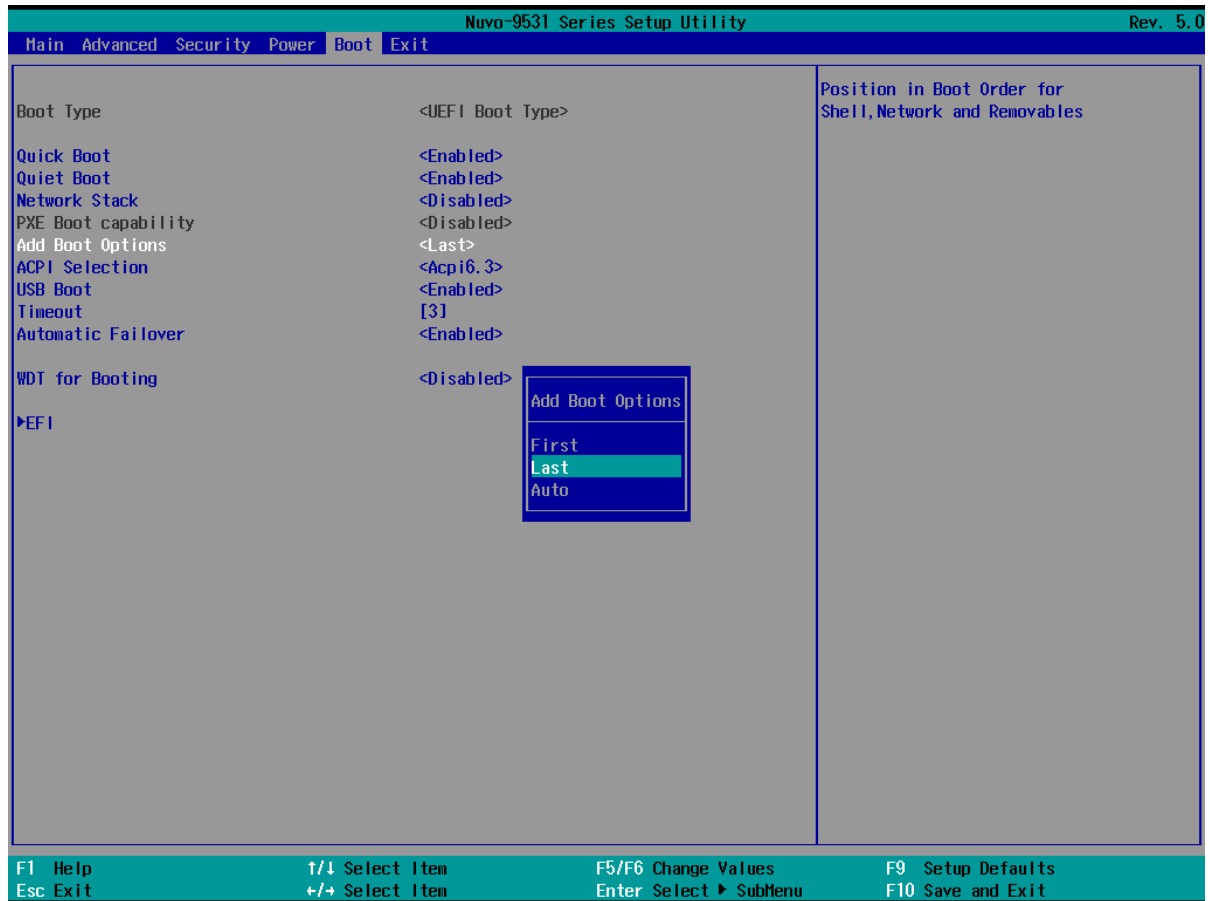 Nuvo-9531 Series Setup Utility Rev. 5.0
Main Advanced Security Power Boot Exit
Position in Boot Order for
Shell,Network and Removables
Boot Type <UEFI Boot Type>
Quick Boot <Enabled>
Quiet Boot <Enabled>
Network Stack <Disabled>
PXE Boot capability <Disabled>
Add Boot Options <Last>
ACPI Selection <Acpi6.3>
USB Boot <Enabled>
Timeout [3]
Automatic Failover <Enabled>
WDT for Booting <Disabled>
▶EFI
Add Boot Options
First
Last
Auto
F1 Help ↑/↓ Select Item F5/F6 Change Values F9 Setup Defaults
Esc Exit ←/→ Select Item Enter Select ▶ SubMenu F10 Save and Exit